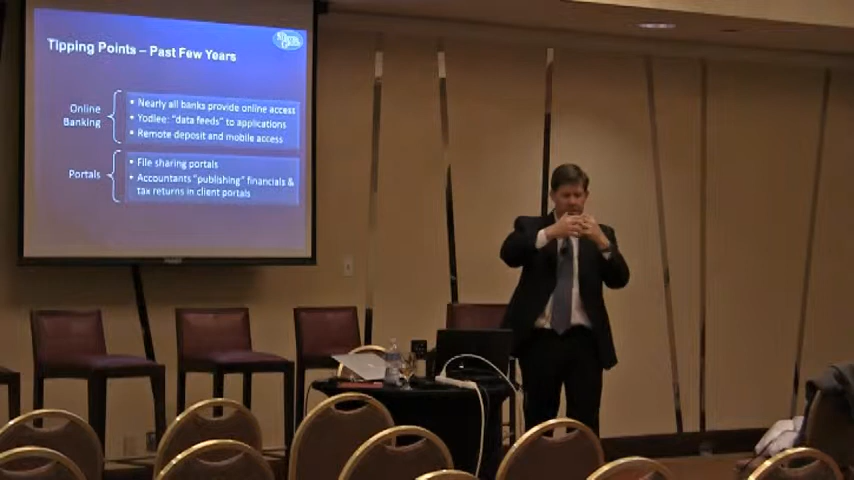 Tipping Points – Past Few Years
Online
Banking
• Nearly all banks provide online access
• Yodlee: "data feeds" to applications
• Remote deposit and mobile access
Portals
• File sharing portals
• Accountants "publishing" financials &
tax returns in client portals